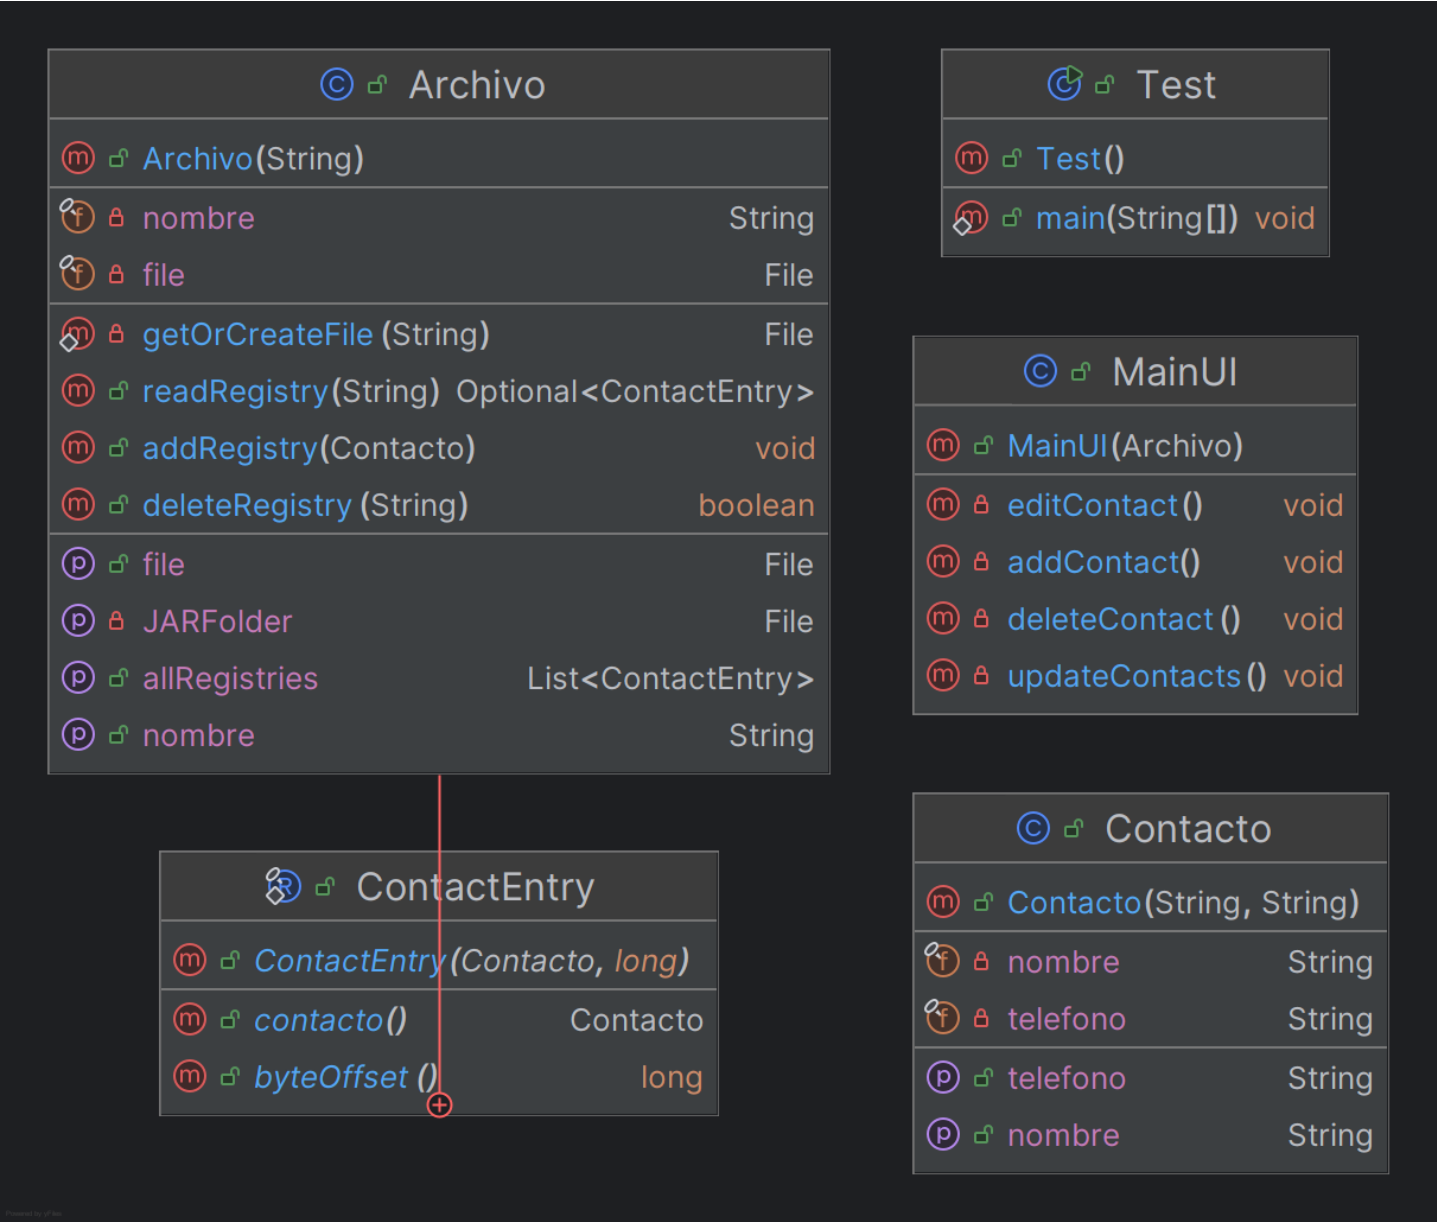 Archivo
Archivo(String)
nombre String
file File
getOrCreateFile(String) File
readRegistry(String) Optional<ContactEntry>
addRegistry(Contacto) void
deleteRegistry(String) boolean
file File
JARFolder File
allRegistries List<ContactEntry>
nombre String
ContactEntry
ContactEntry(Contacto, long)
contacto() Contacto
byteOffset() long
Test
Test()
main(String[]) void
MainUI
MainUI(Archivo)
editContact() void
addContact() void
deleteContact() void
updateContacts() void
Contacto
Contacto(String, String)
nombre String
telefono String
telefono String
nombre String
Powered by yFiles